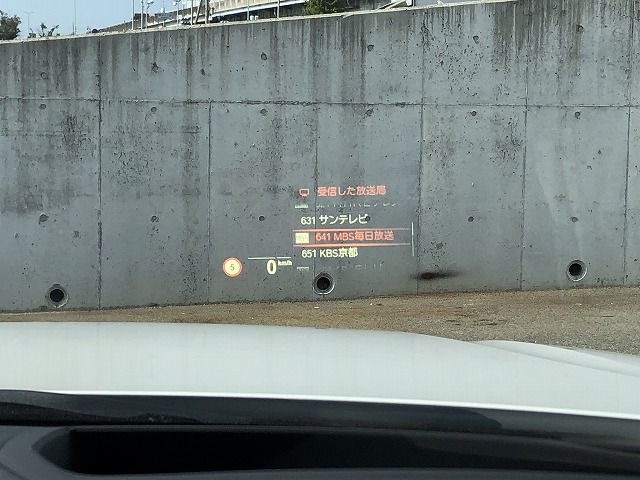 受信した放送局
631 サンテレビ
641 MBS毎日放送
5
0 km/h
651 KBS京都